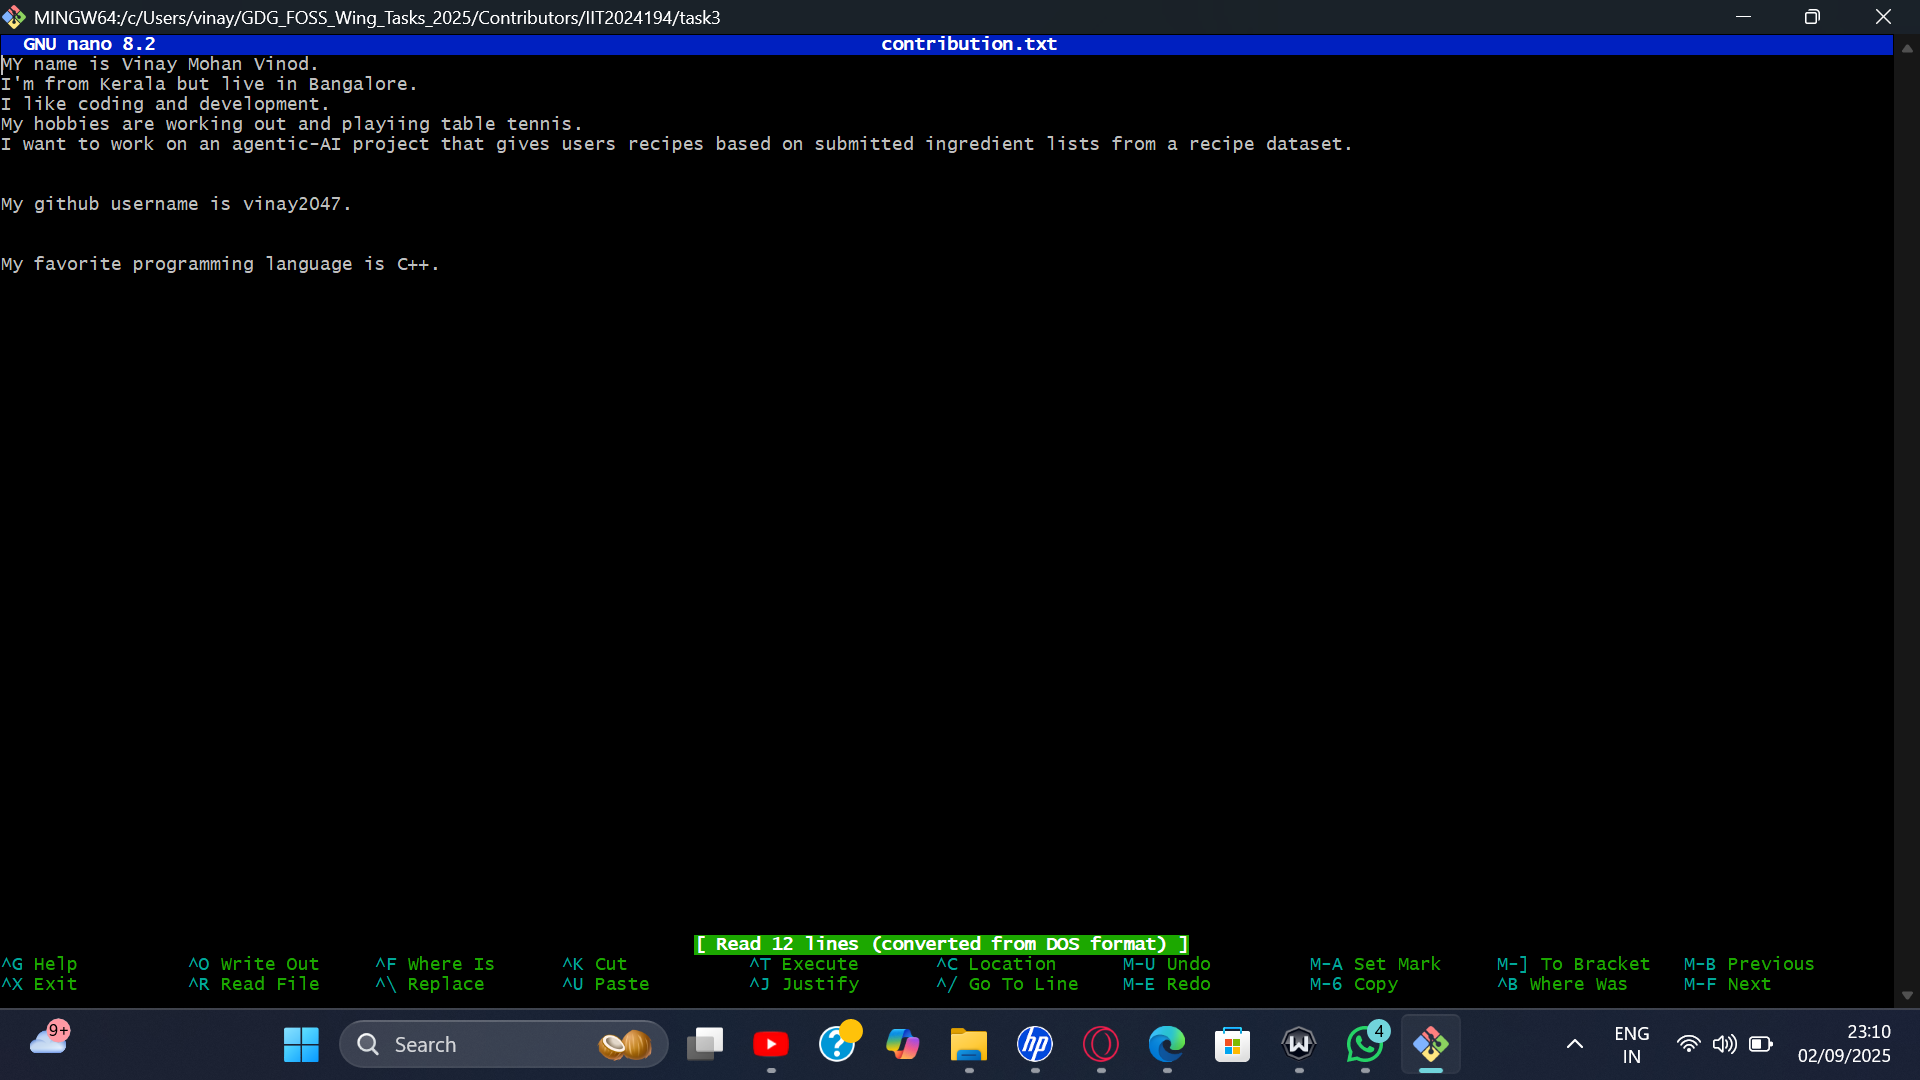 MINGW64:/c/Users/vinay/GDG_FOSS_Wing_Tasks_2025/Contributors/IIT2024194/task3
GNU nano 8.2 contribution.txt
MY name is Vinay Mohan Vinod.
I'm from Kerala but live in Bangalore.
I like coding and development.
My hobbies are working out and playiing table tennis.
I want to work on an agentic-AI project that gives users recipes based on submitted ingredient lists from a recipe dataset.
My github username is vinay2047.
My favorite programming language is C++.
[ Read 12 lines (converted from DOS format) ]
^G Help ^O Write Out ^F Where Is ^K Cut ^T Execute ^C Location M-U Undo M-A Set Mark M-] To Bracket M-B Previous
^X Exit ^R Read File ^\ Replace ^U Paste ^J Justify ^/ Go To Line M-E Redo M-6 Copy ^B Where Was M-F Next
9+ Search hp W 4 ENG 23:10
IN 02/09/2025